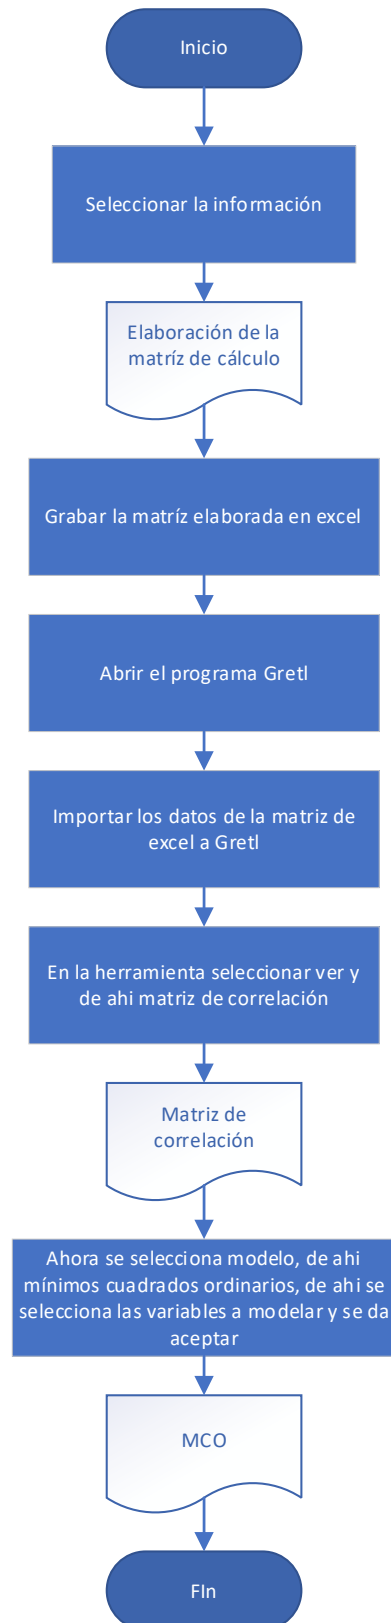 Inicio
Seleccionar la información
Elaboración de la
matríz de cálculo
Grabar la matríz elaborada en excel
Abrir el programa Gretl
Importar los datos de la matriz de
excel a Gretl
En la herramienta seleccionar ver y
de ahi matriz de correlación
Matriz de
correlación
Ahora se selecciona modelo, de ahi
mínimos cuadrados ordinarios, de ahi se
selecciona las variables a modelar y se da
aceptar
MCO
FIn